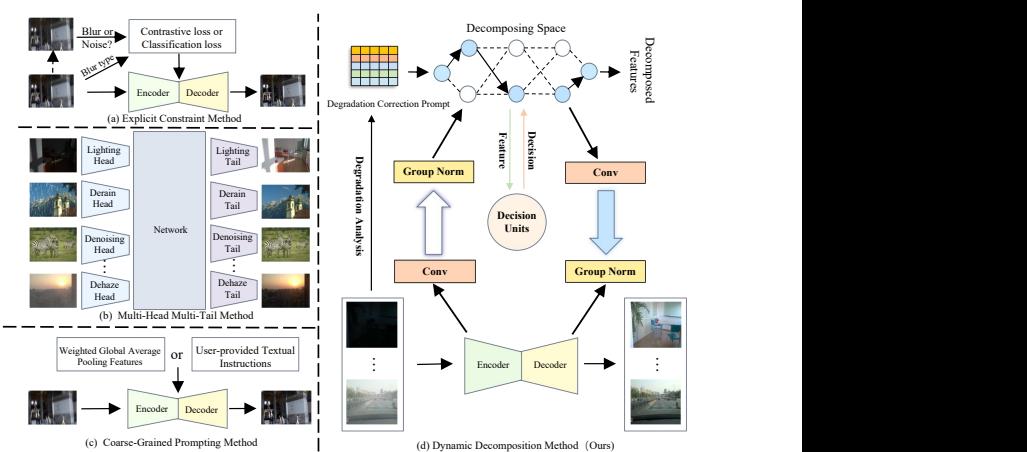 Blur or
Noise?
Blur type
Contrastive loss or
Classification loss
Encoder
Decoder
(a) Explicit Constraint Method
Lighting
Head
Derain
Head
Denoising
Head
Dehaze
Head
Network
Lighting
Tail
Derain
Tail
Denoising
Tail
Dehaze
Tail
(b) Multi-Head Multi-Tail Method
Weighted Global Average
Pooling Features
or
User-provided Textual
Instructions
Encoder
Decoder
(c) Coarse-Grained Prompting Method
Decomposing Space
Decomposed
Features
Degradation Correction Prompt
Degradation Analysis
Feature
Decision
Group Norm
Conv
Decision
Units
Conv
Group Norm
Encoder
Decoder
(d) Dynamic Decomposition Method（Ours）